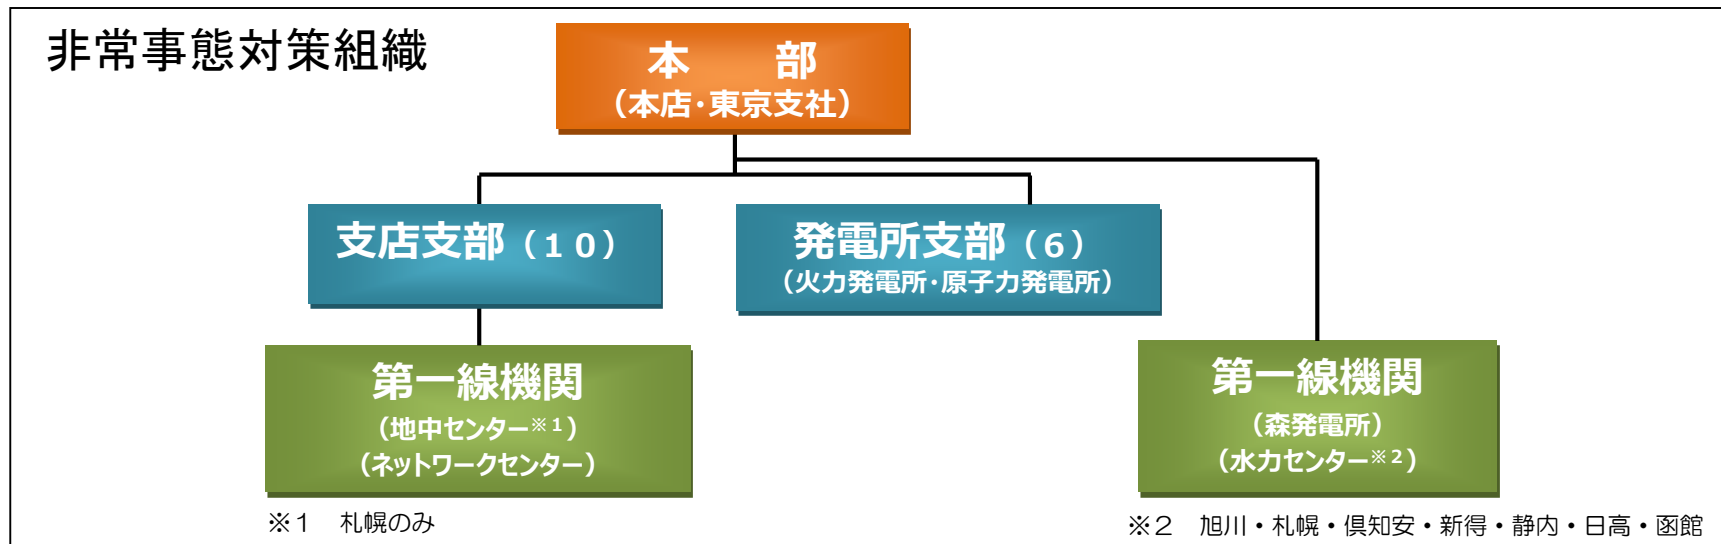 非常事態対策組織
本　　部
（本店・東京支社）
支店支部（１０）
発電所支部（6）
（火力発電所・原子力発電所）
第一線機関
（地中センター※1）
（ネットワークセンター）
第一線機関
（森発電所）
（水力センター※2）
※１　札幌のみ
※２　旭川・札幌・倶知安・新得・静内・日高・函館